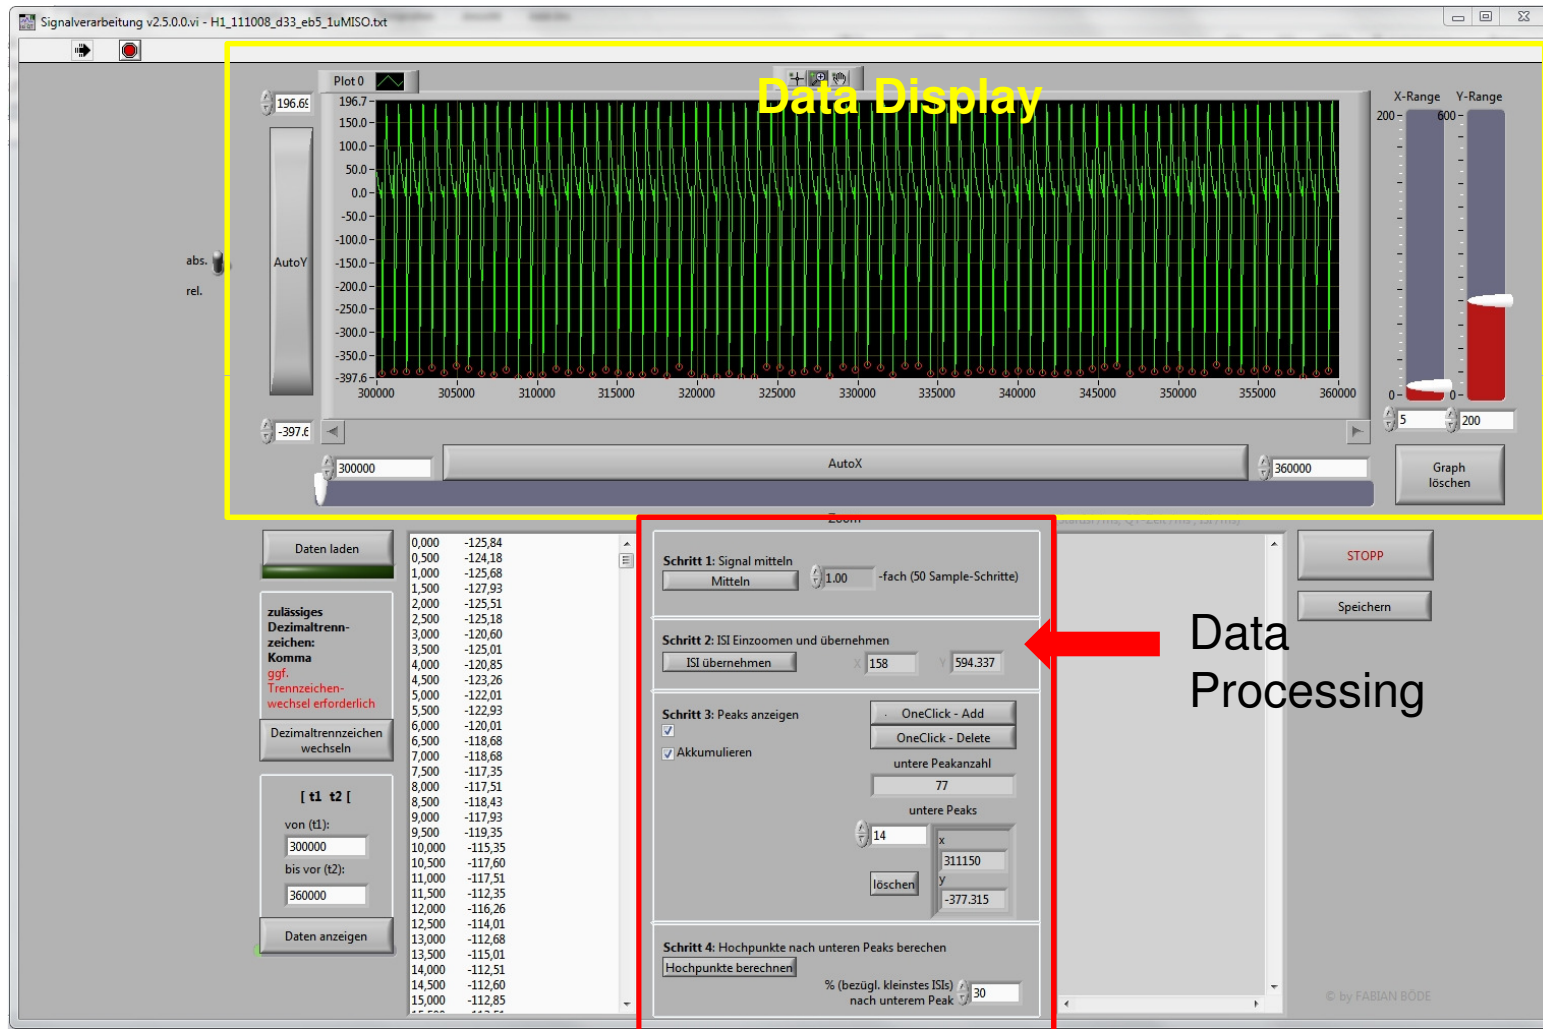 Signalverarbeitung v2.5.0.0.vi - H1_111008_d33_eb5_1uMISO.txt
Plot 0
Data Display
X-Range Y-Range
196.69
196.7
150.0
100.0
50.0
0.0
-50.0
-100.0
-150.0
-200.0
-250.0
-300.0
-350.0
-397.6
200
600
0
0
abs.
rel.
AutoY
300000 305000 310000 315000 320000 325000 330000 335000 340000 345000 350000 355000 360000
-397.6
5
200
300000
AutoX
360000
Graph
löschen
Zoom
Daten laden
zulässiges
Dezimaltrenn-
zeichen:
Komma
ggf.
Trennzeichen-
wechsel erforderlich
Dezimaltrennzeichen
wechseln
[ t1 t2 [
von (t1):
300000
bis vor (t2):
360000
Daten anzeigen
0,000 -125,84
0,500 -124,18
1,000 -125,68
1,500 -127,93
2,000 -125,51
2,500 -125,18
3,000 -120,60
3,500 -125,01
4,000 -120,85
4,500 -123,26
5,000 -122,01
5,500 -122,93
6,000 -120,01
6,500 -118,68
7,000 -118,68
7,500 -117,35
8,000 -117,51
8,500 -118,43
9,000 -117,93
9,500 -119,35
10,000 -115,35
10,500 -117,60
11,000 -117,51
11,500 -112,35
12,000 -116,26
12,500 -114,01
13,000 -112,68
13,500 -115,01
14,000 -112,51
14,500 -112,60
15,000 -112,85
Schritt 1: Signal mitteln
Mitteln
1.00
-fach (50 Sample-Schritte)
Schritt 2: ISI Einzoomen und übernehmen
ISI übernehmen
X 158
Y 594.337
Schritt 3: Peaks anzeigen
Akkumulieren
OneClick - Add
OneClick - Delete
untere Peakanzahl
77
untere Peaks
14
x
311150
y
-377.315
löschen
Schritt 4: Hochpunkte nach unteren Peaks berechen
Hochpunkte berechnen
% (bezügl. kleinstes ISIs)
nach unterem Peak
30
STOPP
Speichern
Data
Processing
© by FABIAN BÖDE